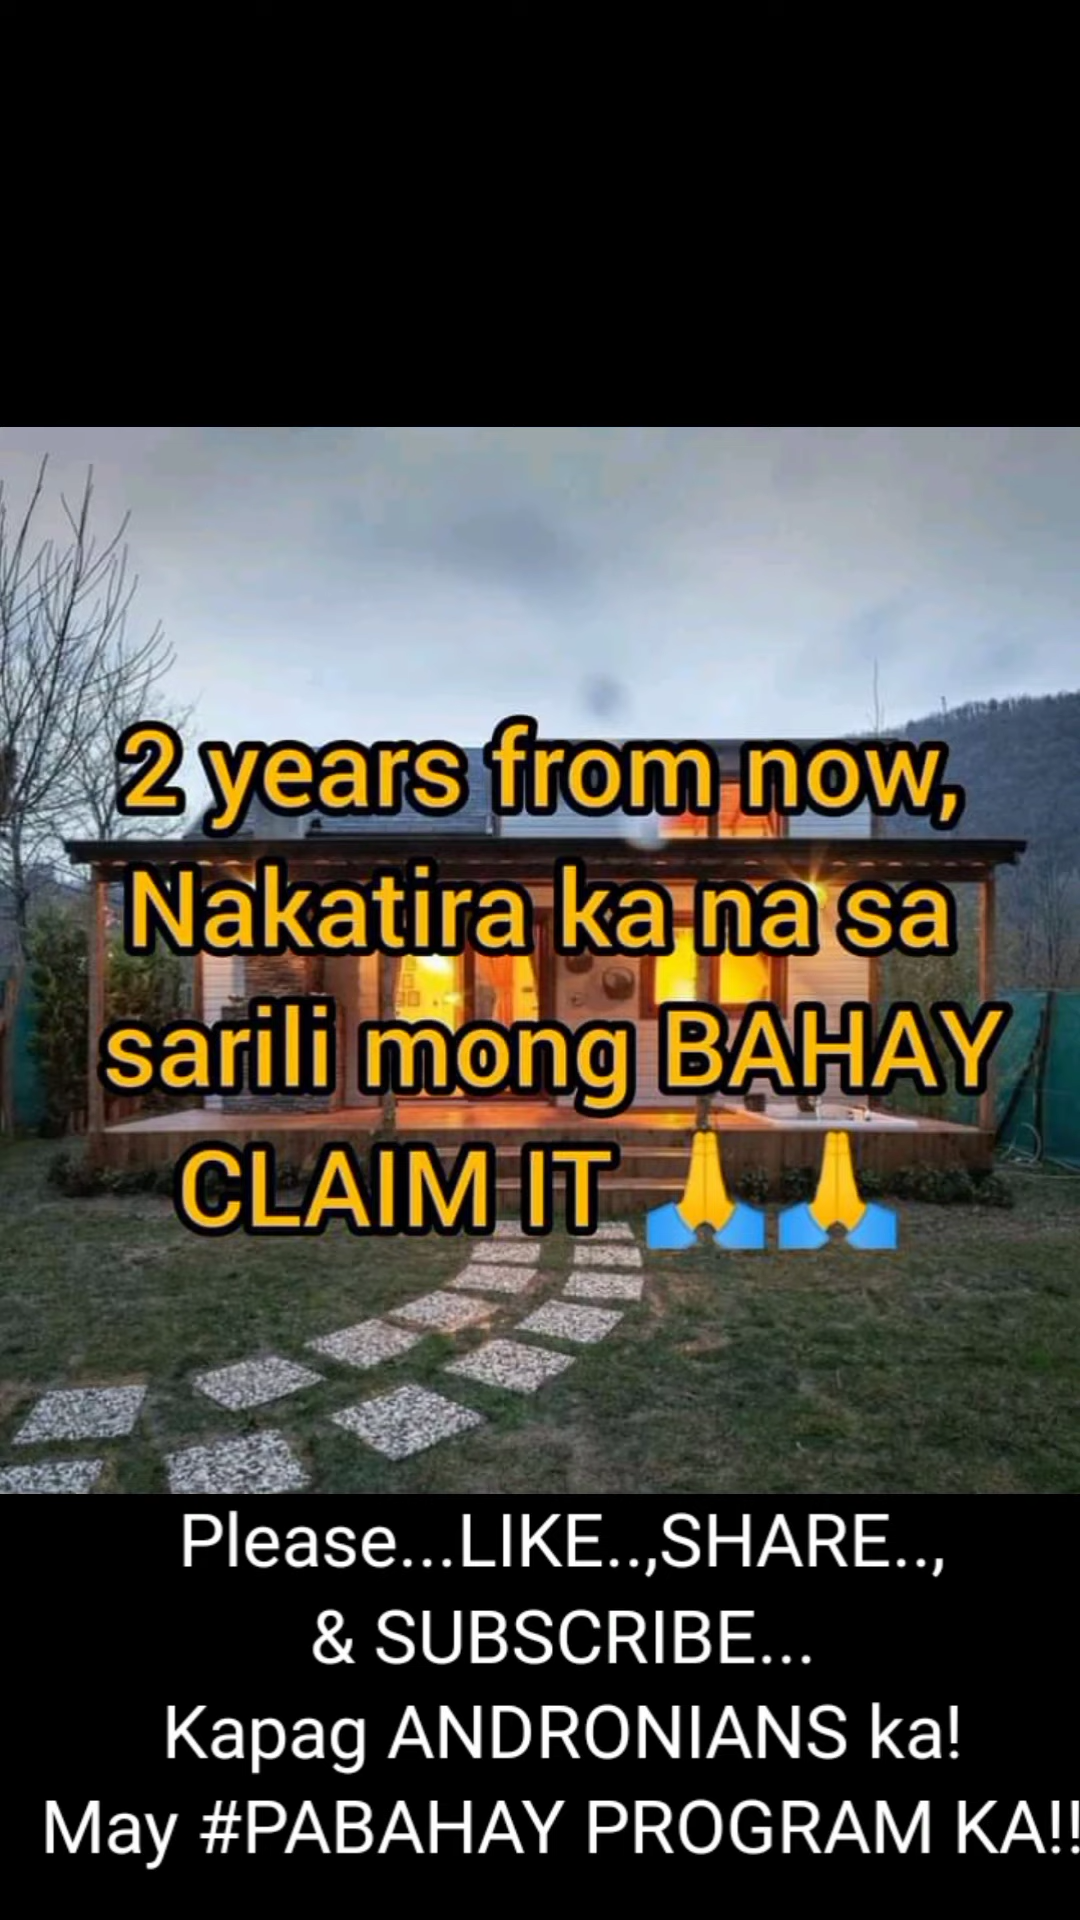 2 years from now,
Nakatira ka na sa
sarili mong BAHAY
CLAIM IT 🙏🙏
Please...LIKE..,SHARE..,
& SUBSCRIBE...
Kapag ANDRONIANS ka!
May #PABAHAY PROGRAM KA!!